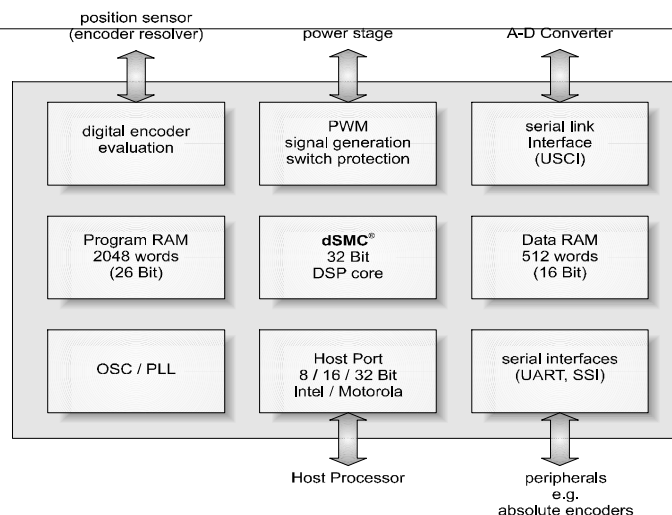 position sensor
(encoder resolver)
power stage
A-D Converter
digital encoder
evaluation
PWM
signal generation
switch protection
serial link
Interface
(USCI)
Program RAM
2048 words
(26 Bit)
dSMC®
32 Bit
DSP core
Data RAM
512 words
(16 Bit)
OSC / PLL
Host Port
8 / 16 / 32 Bit
Intel / Motorola
serial interfaces
(UART, SSI)
Host Processor
peripherals
e.g.
absolute encoders